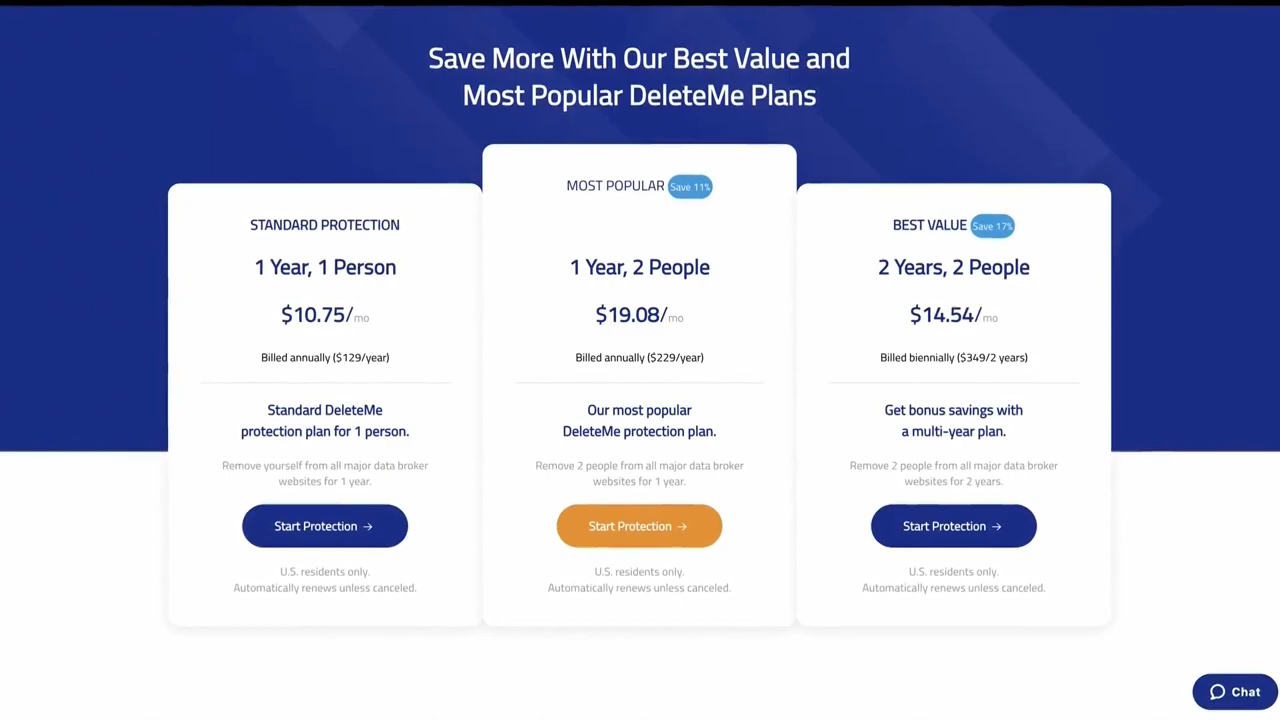 Save More With Our Best Value and
Most Popular DeleteMe Plans
STANDARD PROTECTION
1 Year, 1 Person
$10.75/mo
Billed annually ($129/year)
Standard DeleteMe
protection plan for 1 person.
Remove yourself from all major data broker
websites for 1 year.
Start Protection →
U.S. residents only.
Automatically renews unless canceled.
MOST POPULAR Save 11%
1 Year, 2 People
$19.08/mo
Billed annually ($229/year)
Our most popular
DeleteMe protection plan.
Remove 2 people from all major data broker
websites for 1 year.
Start Protection →
U.S. residents only.
Automatically renews unless canceled.
BEST VALUE Save 17%
2 Years, 2 People
$14.54/mo
Billed biennially ($349/2 years)
Get bonus savings with
a multi-year plan.
Remove 2 people from all major data broker
websites for 2 years.
Start Protection →
U.S. residents only.
Automatically renews unless canceled.
Chat